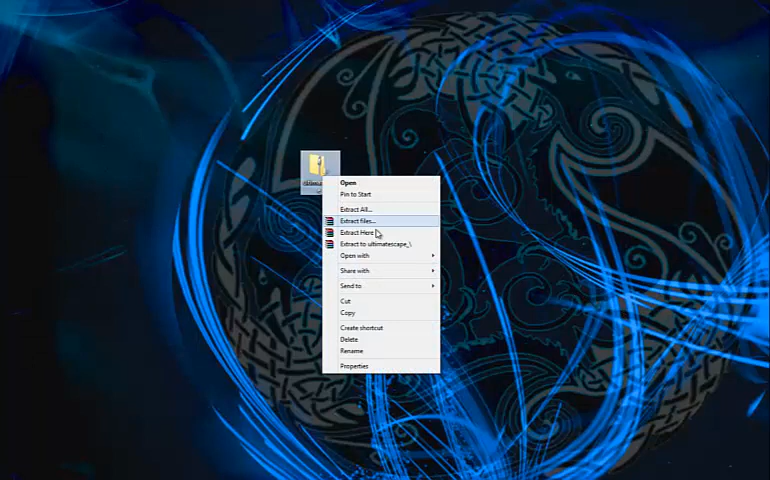 Open
Pin to Start
Extract All...
Extract files...
Extract Here
Extract to ultimatescape_\
Open with
Share with
Send to
Cut
Copy
Create shortcut
Delete
Rename
Properties